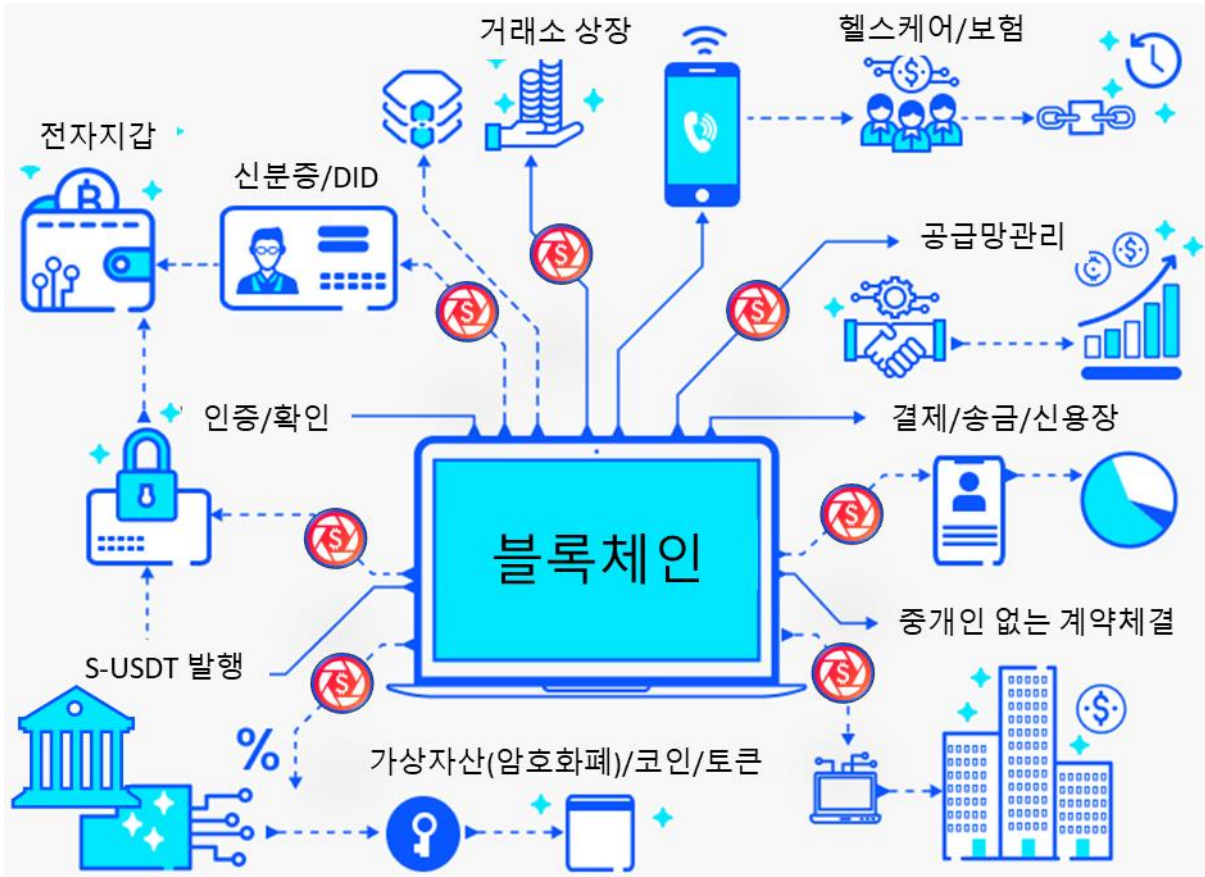 거래소 상장
헬스케어/보험
전자지갑
신분증/DID
공급망관리
인증/확인
결제/송금/신용장
블록체인
중개인 없는 계약체결
S-USDT 발행
%
가상자산(암호화폐)/코인/토큰